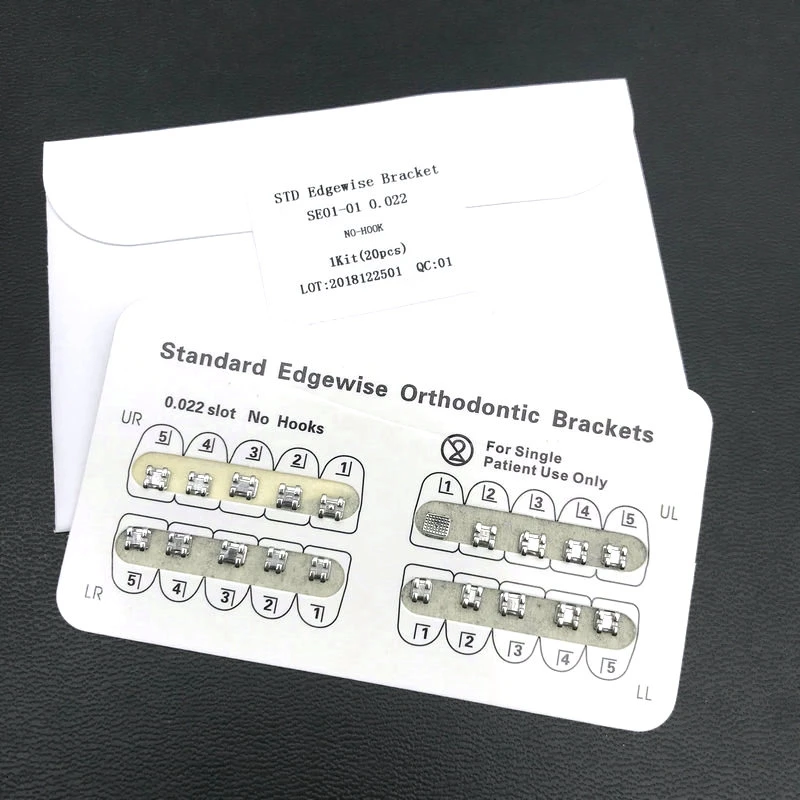 STD Edgewise Bracket
SE01-01 0.022
NO-HOOK
1Kit(20pcs)
LOT:2018122501 QC:01
Standard Edgewise Orthodontic Brackets
0.022 slot No Hooks
For Single
Patient Use Only
UR 5 4 3 2 1
1 2 3 4 5 UL
LR 5 4 3 2 1
1 2 3 4 5 LL